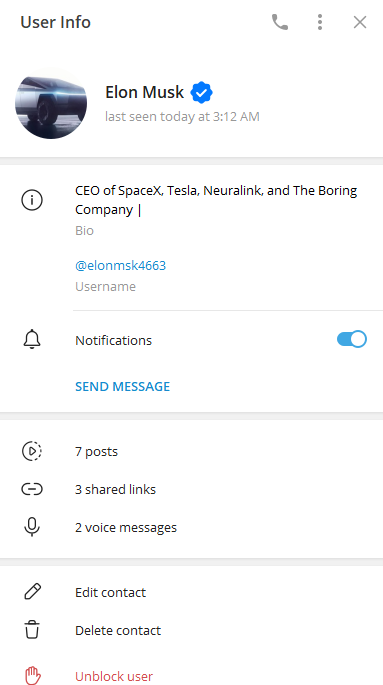 User Info
Elon Musk
last seen today at 3:12 AM
CEO of SpaceX, Tesla, Neuralink, and The Boring
Company |
Bio
@elonmsk4663
Username
Notifications
SEND MESSAGE
7 posts
3 shared links
2 voice messages
Edit contact
Delete contact
Unblock user